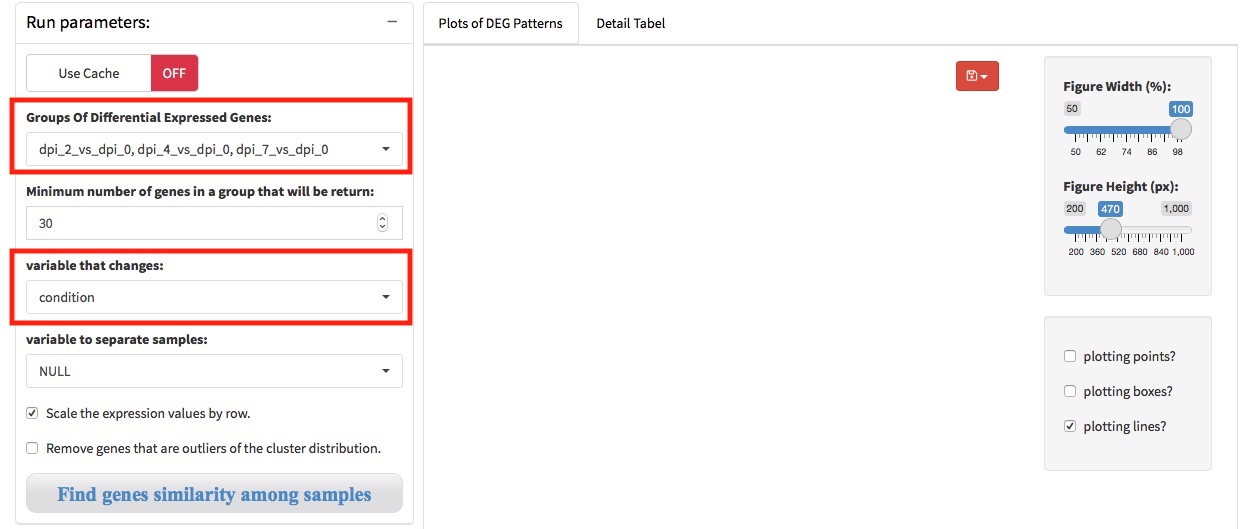 Run parameters:
Use Cache OFF
Groups Of Differential Expressed Genes:
dpi_2_vs_dpi_0, dpi_4_vs_dpi_0, dpi_7_vs_dpi_0
Minimum number of genes in a group that will be return:
30
variable that changes:
condition
variable to separate samples:
NULL
Scale the expression values by row.
Remove genes that are outliers of the cluster distribution.
Find genes similarity among samples
Plots of DEG Patterns Detail Tabel
Figure Width (%):
50 100
50 62 74 86 98
Figure Height (px):
200 470 1,000
200 360 520 680 840 1,000
plotting points?
plotting boxes?
plotting lines?